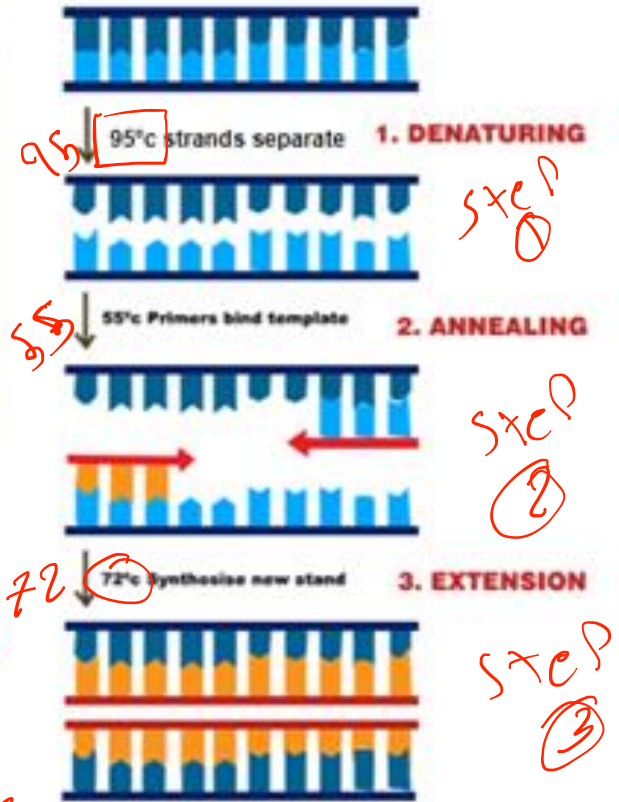 95 95°c strands separate 1. DENATURING
Step
1
55 55°c Primers bind template 2. ANNEALING
Step
2
72 72°c Synthosise new stand 3. EXTENSION
Step
3